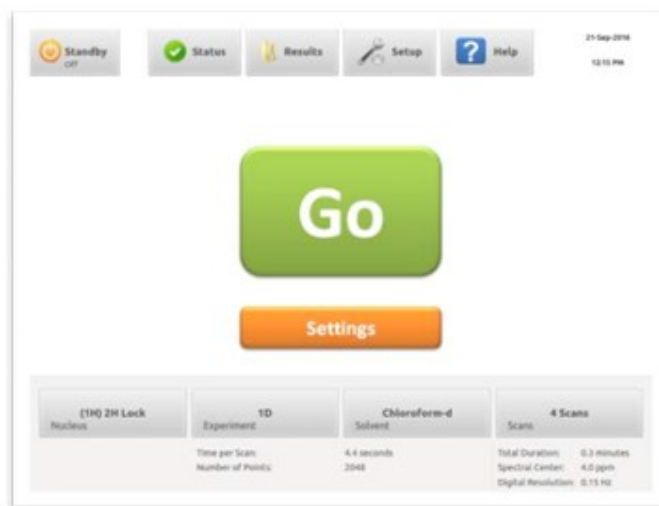 Standby
Off
Status
Results
Setup
Help
21-Sep-2016
12:15 PM
Go
Settings
(1H) 2H Lock
Nucleus
1D
Experiment
Chloroform-d
Solvent
4 Scans
Scans
Time per Scan: 4.4 seconds
Number of Points: 2048
Total Duration: 0.3 minutes
Spectral Center: 4.0 ppm
Digital Resolution: 0.15 Hz